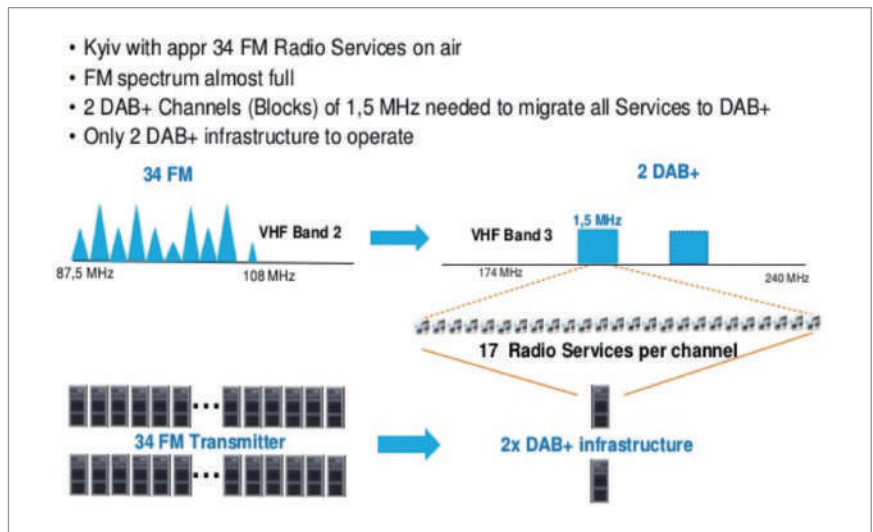 • Kyiv with appr 34 FM Radio Services on air
• FM spectrum almost full
• 2 DAB+ Channels (Blocks) of 1,5 MHz needed to migrate all Services to DAB+
• Only 2 DAB+ infrastructure to operate
34 FM
2 DAB+
VHF Band 2
87,5 MHz
108 MHz
VHF Band 3
1,5 MHz
174 MHz
240 MHz
17 Radio Services per channel
34 FM Transmitter
2x DAB+ infrastructure